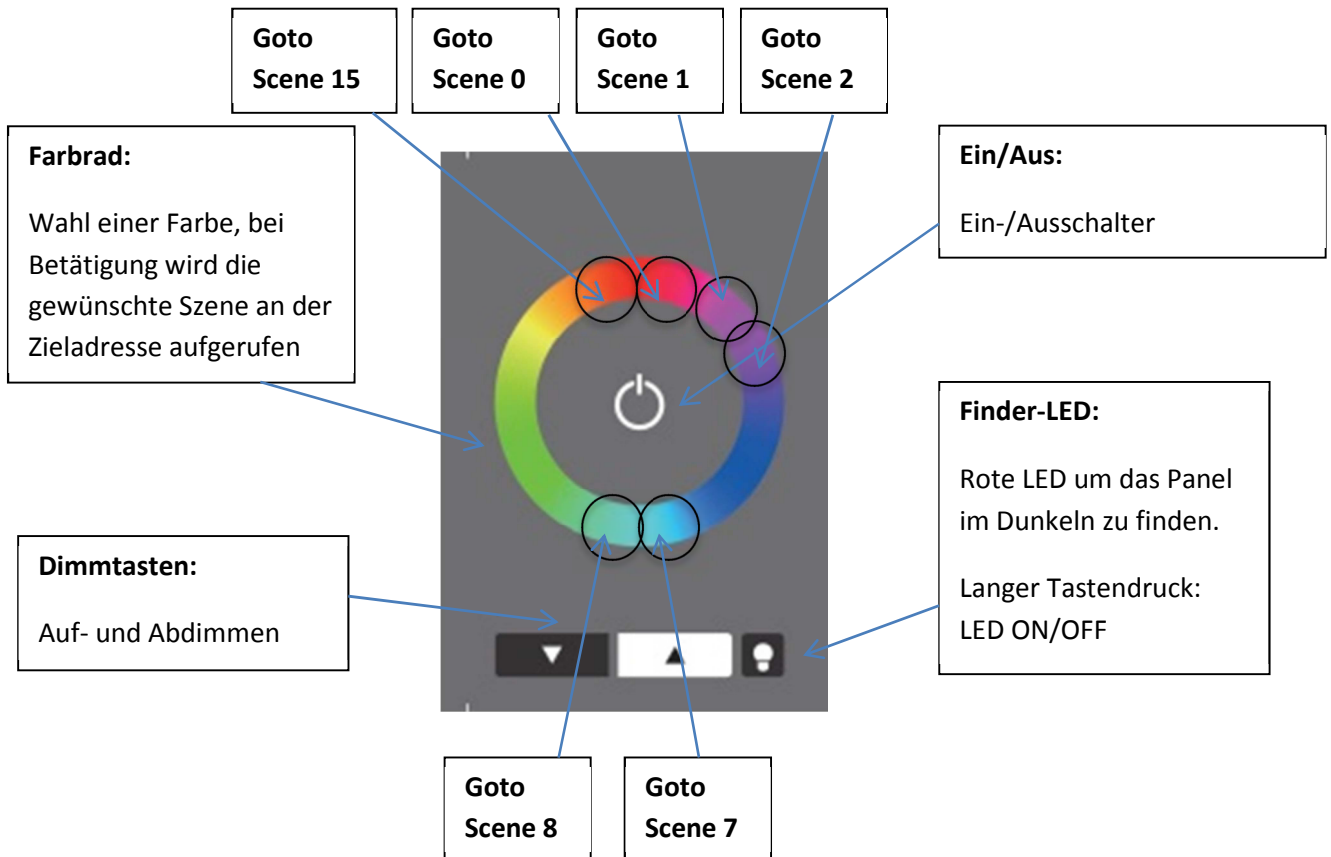 Goto
Scene 15
Goto
Scene 0
Goto
Scene 1
Goto
Scene 2
Farbrad:
Wahl einer Farbe, bei
Betätigung wird die
gewünschte Szene an der
Zieladresse aufgerufen
Ein/Aus:
Ein-/Ausschalter
Finder-LED:
Rote LED um das Panel
im Dunkeln zu finden.
Langer Tastendruck:
LED ON/OFF
Dimmtasten:
Auf- und Abdimmen
Goto
Scene 8
Goto
Scene 7